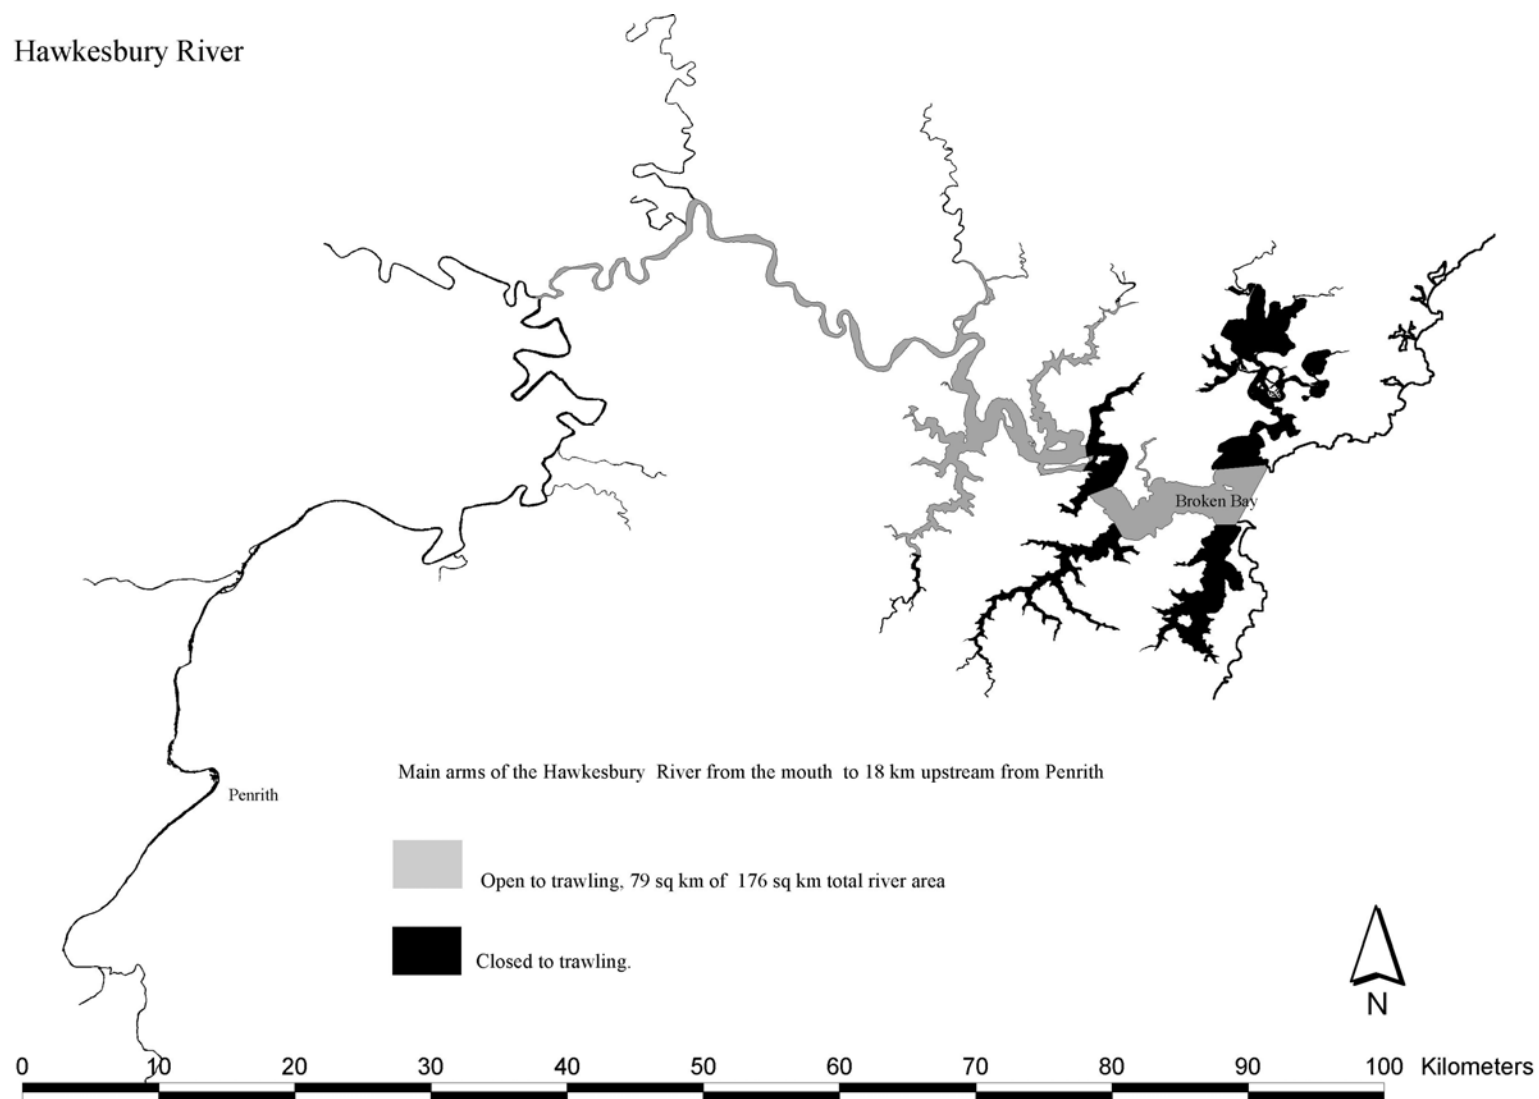 Hawkesbury River
Broken Bay
Penrith
Main arms of the Hawkesbury River from the mouth to 18 km upstream from Penrith
Open to trawling, 79 sq km of 176 sq km total river area
Closed to trawling.
N
0 10 20 30 40 50 60 70 80 90 100 Kilometers